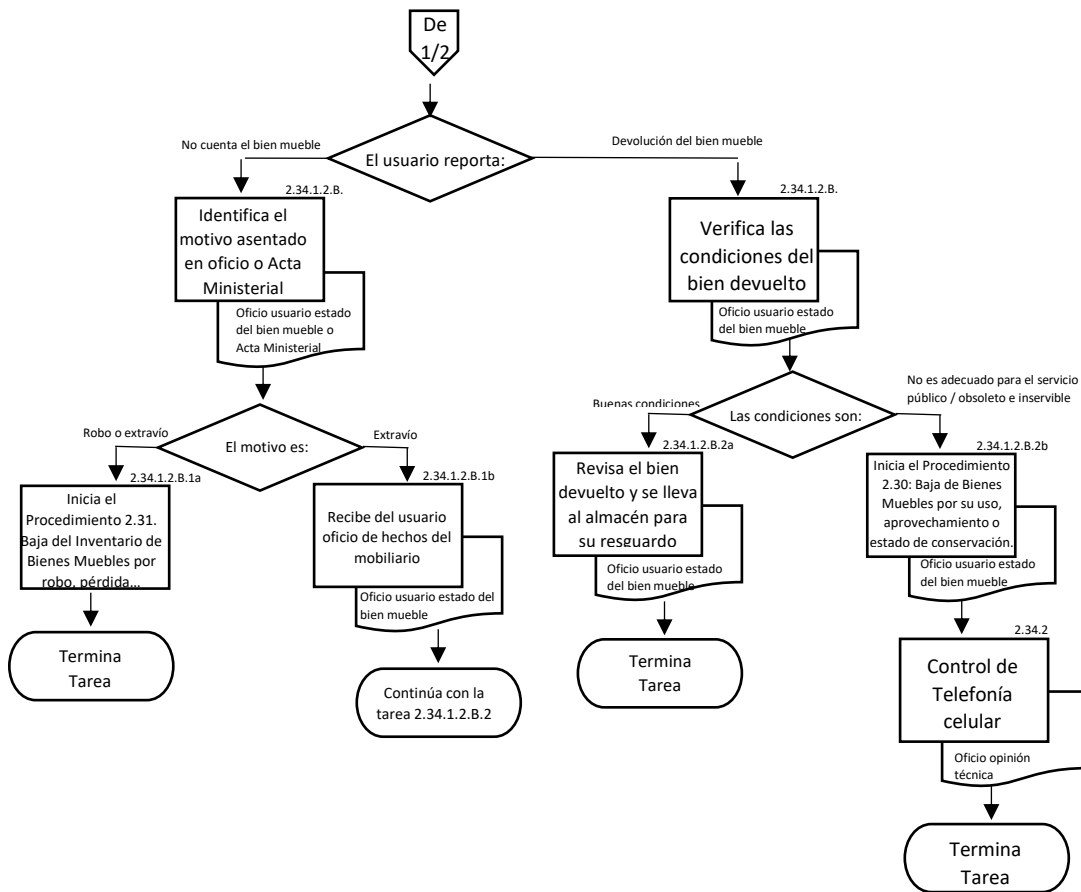 De
1/2
No cuenta el bien mueble
Devolución del bien mueble
El usuario reporta:
2.34.1.2.B.
Identifica el
motivo asentado
en oficio o Acta
Ministerial
Oficio usuario estado
del bien mueble o
Acta Ministerial
2.34.1.2.B.
Verifica las
condiciones del
bien devuelto
Oficio usuario estado
del bien mueble
Robo o extravío
El motivo es:
Extravío
Buenas condiciones
Las condiciones son:
No es adecuado para el servicio
público / obsoleto e inservible
2.34.1.2.B.1a
Inicia el
Procedimiento 2.31.
Baja del Inventario de
Bienes Muebles por
robo, pérdida...
2.34.1.2.B.1b
Recibe del usuario
oficio de hechos del
mobiliario
Oficio usuario estado del
bien mueble
2.34.1.2.B.2a
Revisa el bien
devuelto y se lleva
al almacén para
su resguardo
Oficio usuario estado
del bien mueble
2.34.1.2.B.2b
Inicia el Procedimiento
2.30: Baja de Bienes
Muebles por su uso,
aprovechamiento o
estado de conservación.
Oficio usuario estado
del bien mueble
Termina
Tarea
Continúa con la
tarea 2.34.1.2.B.2
Termina
Tarea
2.34.2
Control de
Telefonía
celular
Oficio opinión
técnica
Termina
Tarea